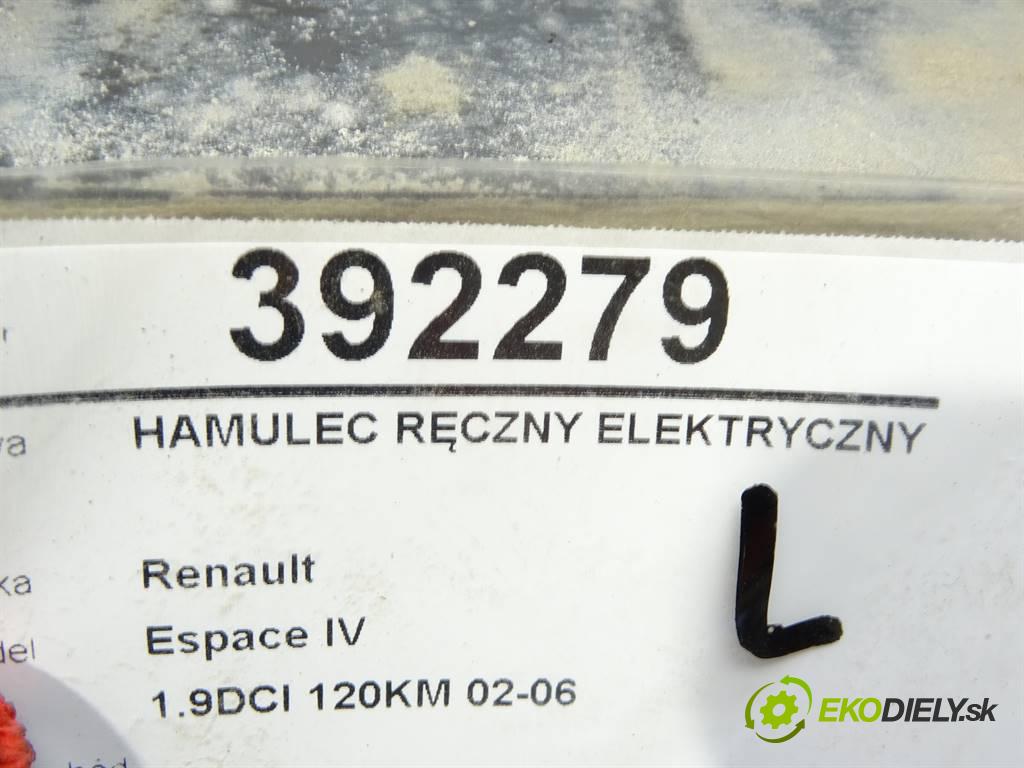 392279
HAMULEC RĘCZNY ELEKTRYCZNY
L
Renault
Espace IV
1.9DCI 120KM 02-06
EKODIELY.sk